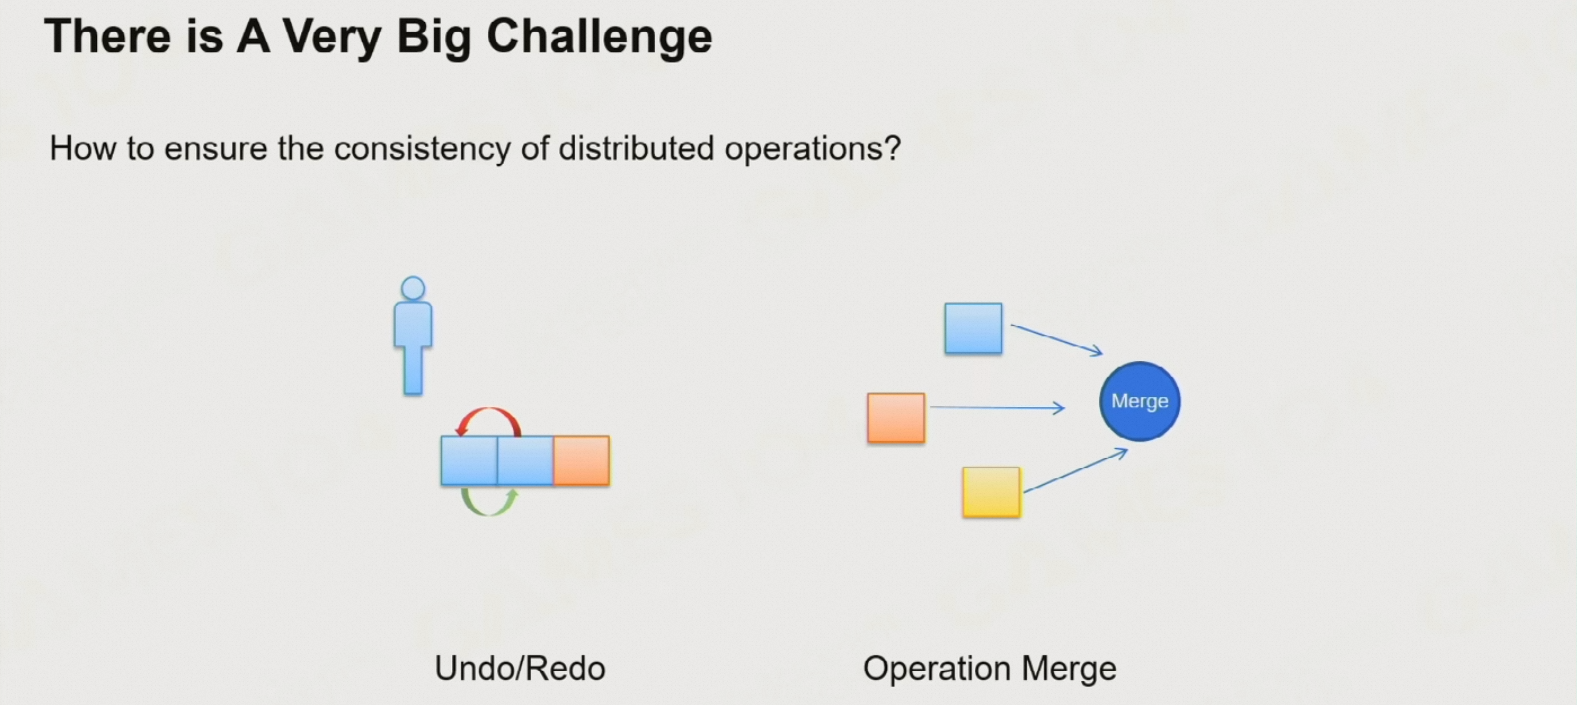 There is A Very Big Challenge
How to ensure the consistency of distributed operations?
Merge
Undo/Redo
Operation Merge